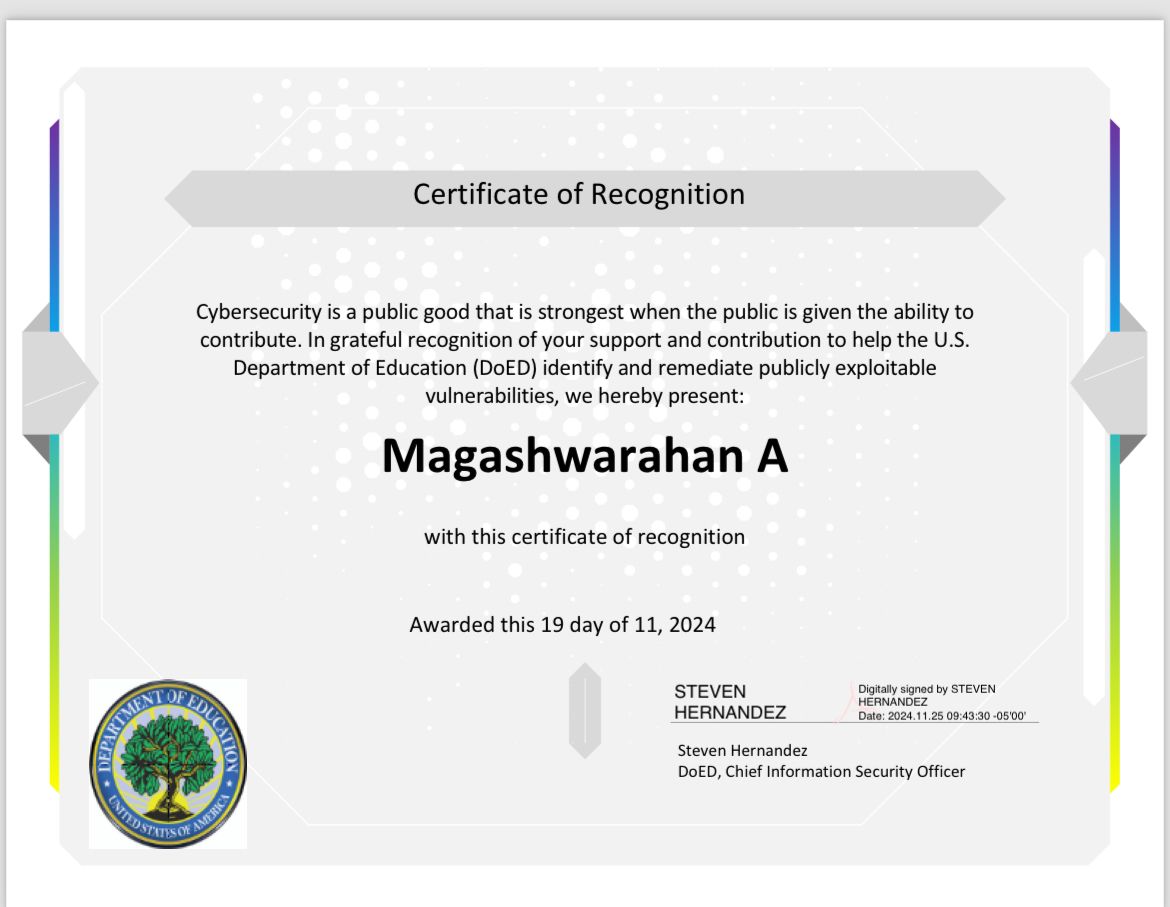 Certificate of Recognition
Cybersecurity is a public good that is strongest when the public is given the ability to
contribute. In grateful recognition of your support and contribution to help the U.S.
Department of Education (DoED) identify and remediate publicly exploitable
vulnerabilities, we hereby present:
Magashwarahan A
with this certificate of recognition
Awarded this 19 day of 11, 2024
DEPARTMENT OF EDUCATION
UNITED STATES OF AMERICA
STEVEN
HERNANDEZ
Digitally signed by STEVEN
HERNANDEZ
Date: 2024.11.25 09:43:30 -05'00'
Steven Hernandez
DoED, Chief Information Security Officer